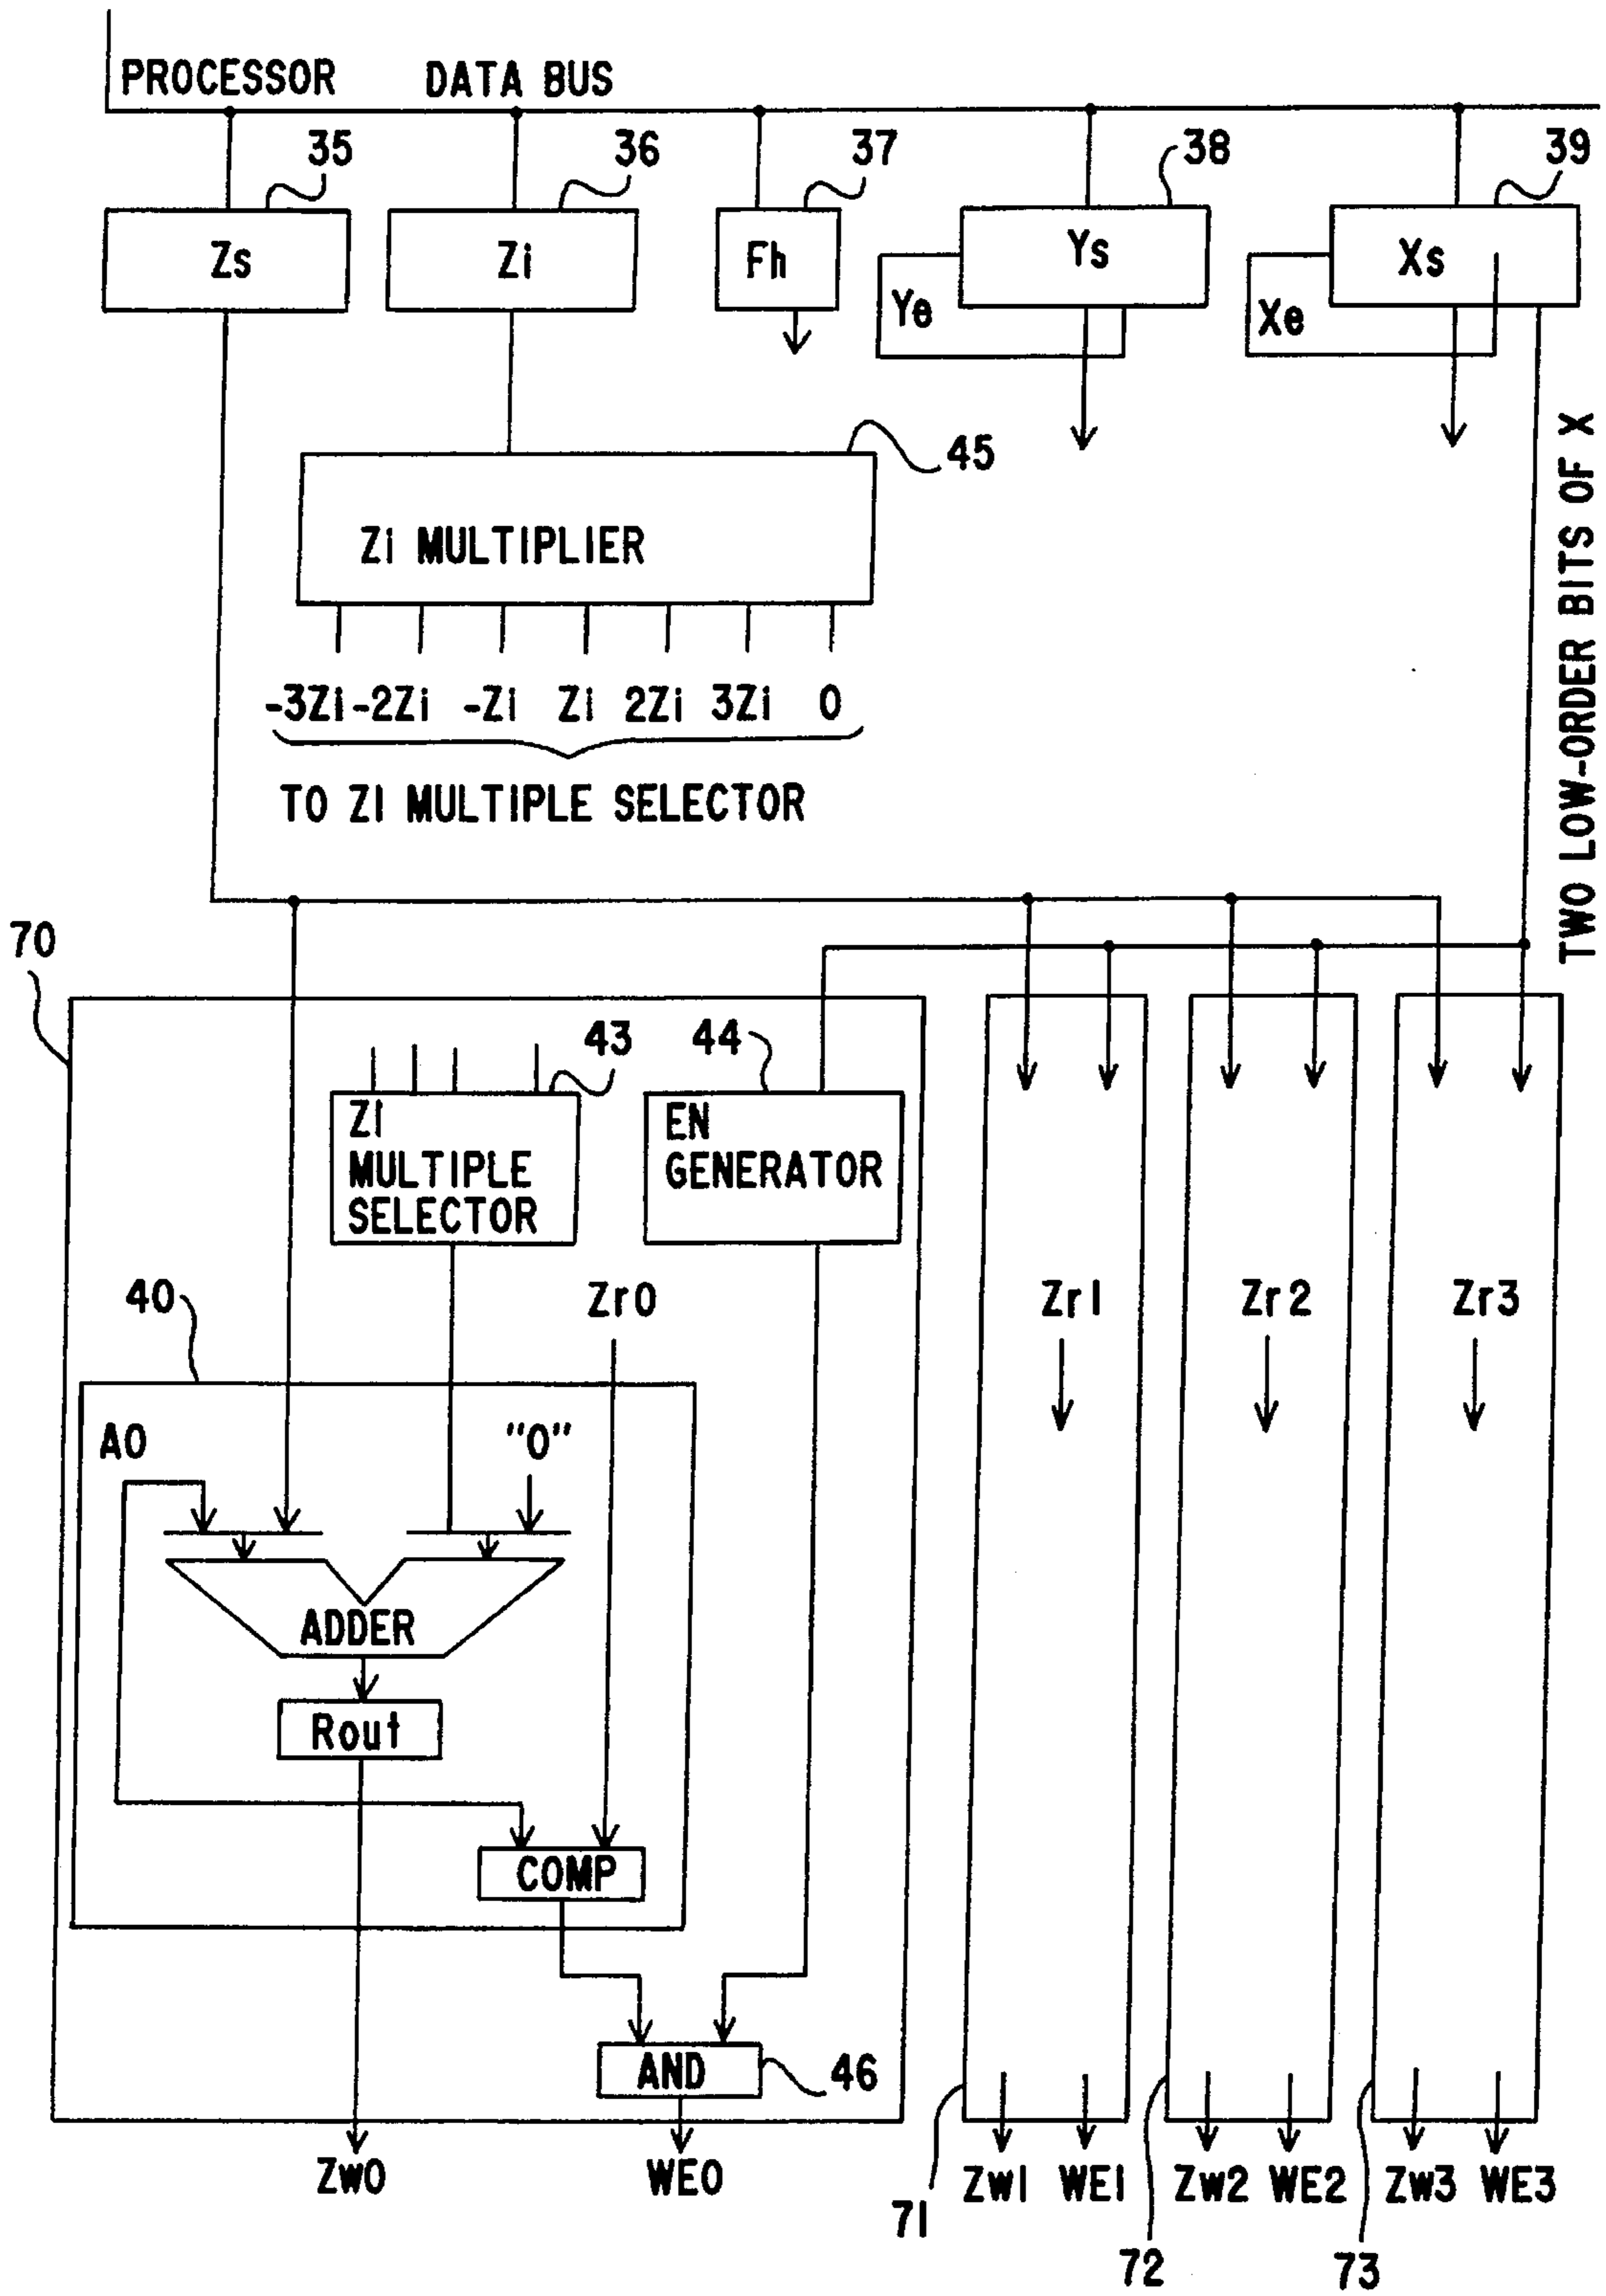 PROCESSOR DATA BUS
35 36 37 38 39
Zs Zi Fh Ys Xs
Ye Xe
45
Zi MULTIPLIER
-3Zi -2Zi -Zi Zi 2Zi 3Zi 0
TO ZI MULTIPLE SELECTOR
TWO LOW-ORDER BITS OF X
70
43 44
ZI
MULTIPLE
SELECTOR
EN
GENERATOR
40 Zr0 Zr1 Zr2 Zr3
A0 "0"
ADDER
Rout
COMP
AND 46
Zw0 WE0 Zw1 WE1 Zw2 WE2 Zw3 WE3
71 72 73